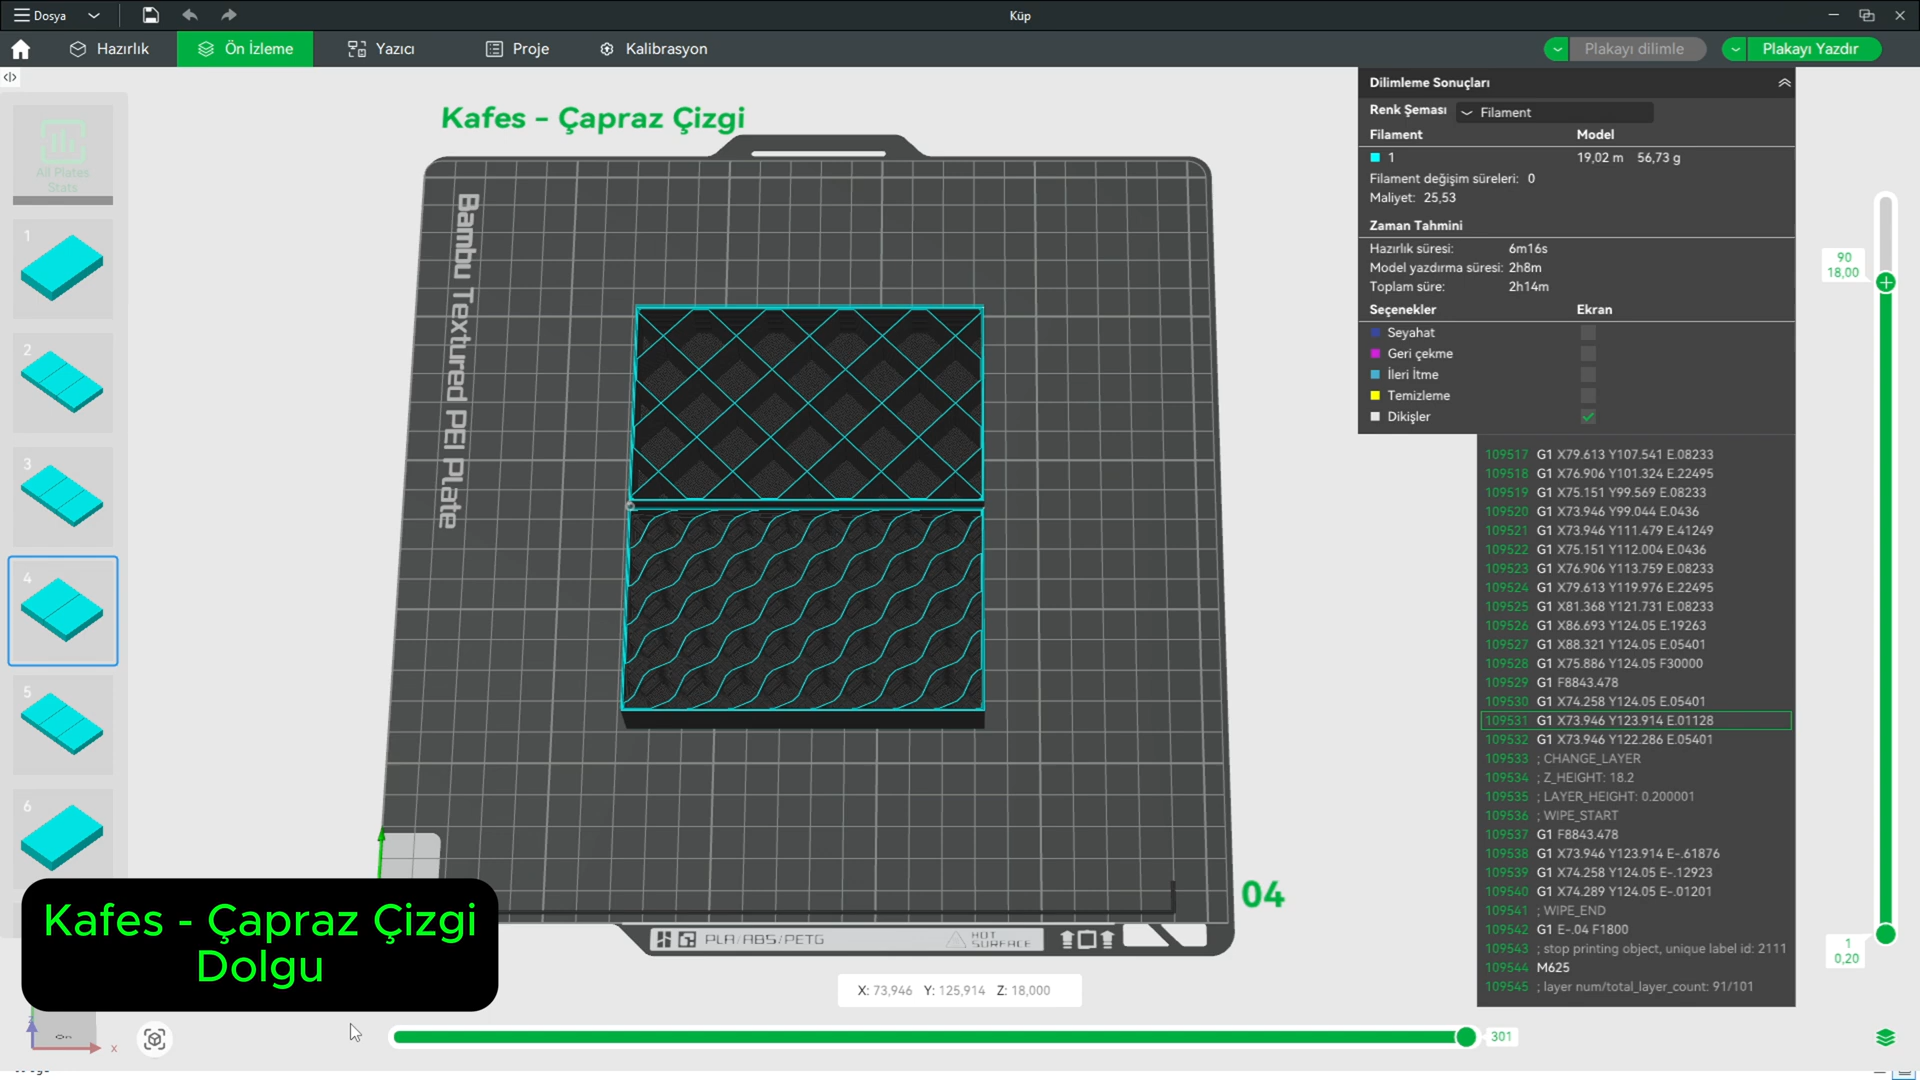 Dosya
Küp
Hazırlık
Ön İzleme
Yazıcı
Proje
Kalibrasyon
Plakayı dilimle
Plakayı Yazdır
All Plates
Stats
1
2
3
4
5
6
Kafes - Çapraz Çizgi
Bambu Textured PEI Plate
04
PLA/ABS/PETG
HOT
SURFACE
Dilimleme Sonuçları
Renk Şeması Filament
Filament Model
1 19,02 m 56,73 g
Filament değişim süreleri: 0
Maliyet: 25,53
Zaman Tahmini
Hazırlık süresi: 6m16s
Model yazdırma süresi: 2h8m
Toplam süre: 2h14m
Seçenekler Ekran
Seyahat
Geri çekme
İleri İtme
Temizleme
Dikişler
109517 G1 X79.613 Y107.541 E.08233
109518 G1 X76.906 Y101.324 E.22495
109519 G1 X75.151 Y99.569 E.08233
109520 G1 X73.946 Y99.044 E.0436
109521 G1 X73.946 Y111.479 E.41249
109522 G1 X75.151 Y112.004 E.0436
109523 G1 X76.906 Y113.759 E.08233
109524 G1 X79.613 Y119.976 E.22495
109525 G1 X81.368 Y121.731 E.08233
109526 G1 X86.693 Y124.05 E.19263
109527 G1 X88.321 Y124.05 E.05401
109528 G1 X75.886 Y124.05 F30000
109529 G1 F8843.478
109530 G1 X74.258 Y124.05 E.05401
109531 G1 X73.946 Y123.914 E.01128
109532 G1 X73.946 Y122.286 E.05401
109533 ; CHANGE_LAYER
109534 ; Z_HEIGHT: 18.2
109535 ; LAYER_HEIGHT: 0.200001
109536 ; WIPE_START
109537 G1 F8843.478
109538 G1 X73.946 Y123.914 E-.61876
109539 G1 X74.258 Y124.05 E-.12923
109540 G1 X74.289 Y124.05 E-.01201
109541 ; WIPE_END
109542 G1 E-.04 F1800
109543 ; stop printing object, unique label id: 2111
109544 M625
109545 ; layer num/total_layer_count: 91/101
90
18,00
1
0,20
X: 73,946 Y: 125,914 Z: 18,000
301
Kafes - Çapraz Çizgi
Dolgu
z
x